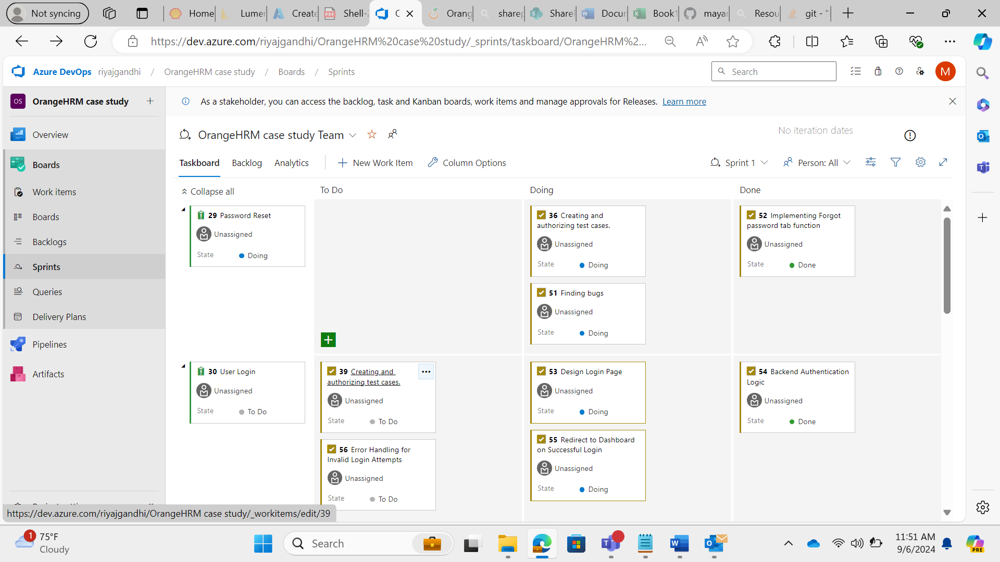 Not syncing
Home
Lumer
Create
Shell-2
C
Orang
sharep
ShareP
Docun
Book1
mayar
Resou
git - "
https://dev.azure.com/riyajgandhi/OrangeHRM%20case%20study/_sprints/taskboard/OrangeHRM%2...
Azure DevOps riyajgandhi / OrangeHRM case study / Boards / Sprints
Search
M
OS OrangeHRM case study
As a stakeholder, you can access the backlog, task and Kanban boards, work items and manage approvals for Releases. Learn more
Overview
Boards
Work items
Boards
Backlogs
Sprints
Queries
Delivery Plans
Pipelines
Artifacts
OrangeHRM case study Team
No iteration dates
Taskboard Backlog Analytics New Work Item Column Options
Sprint 1 Person: All
Collapse all
To Do
Doing
Done
29 Password Reset
Unassigned
State Doing
36 Creating and
authorizing test cases.
Unassigned
State Doing
51 Finding bugs
Unassigned
State Doing
52 Implementing Forgot
password tab function
Unassigned
State Done
30 User Login
Unassigned
State To Do
39 Creating and
authorizing test cases.
Unassigned
State To Do
56 Error Handling for
Invalid Login Attempts
Unassigned
State To Do
53 Design Login Page
Unassigned
State Doing
55 Redirect to Dashboard
on Successful Login
Unassigned
State Doing
54 Backend Authentication
Logic
Unassigned
State Done
https://dev.azure.com/riyajgandhi/OrangeHRM case study/_workitems/edit/39
1
75°F
Cloudy
Search
11:51 AM
9/6/2024
PRE